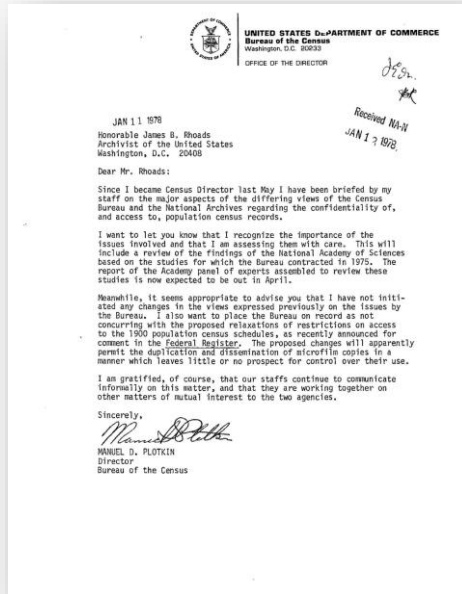 UNITED STATES DEPARTMENT OF COMMERCE
Bureau of the Census
Washington, D.C. 20233
OFFICE OF THE DIRECTOR
Received NA-N
JAN 12 1978
JAN 11 1978
Honorable James B. Rhoads
Archivist of the United States
Washington, D.C. 20408
Dear Mr. Rhoads:
Since I became Census Director last May I have been briefed by my
staff on the major aspects of the differing views of the Census
Bureau and the National Archives regarding the confidentiality of,
and access to, population census records.
I want to let you know that I recognize the importance of the
issues involved and that I am assessing them with care. This will
include a review of the findings of the National Academy of Sciences
based on the studies for which the Bureau contracted in 1975. The
report of the Academy panel of experts assembled to review these
studies is now expected to be out in April.
Meanwhile, it seems appropriate to advise you that I have not initi-
ated any changes in the views expressed previously on the issues by
the Bureau. I also want to place the Bureau on record as not
concurring with the proposed relaxations of restrictions on access
to the 1900 population census schedules, as recently announced for
comment in the Federal Register. The proposed changes will apparently
permit the duplication and dissemination of microfilm copies in a
manner which leaves little or no prospect for control over their use.
I am gratified, of course, that our staffs continue to communicate
informally on this matter, and that they are working together on
other matters of mutual interest to the two agencies.
Sincerely,
Manuel D Plotkin
MANUEL D. PLOTKIN
Director
Bureau of the Census